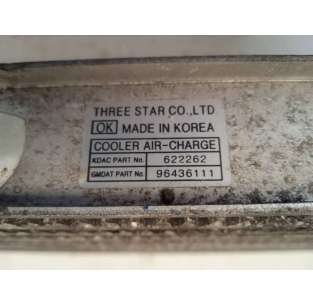 THREE STAR CO.,LTD
OK MADE IN KOREA
COOLER AIR-CHARGE
KDAC PART No. 622262
GMDAT PART No. 96436111